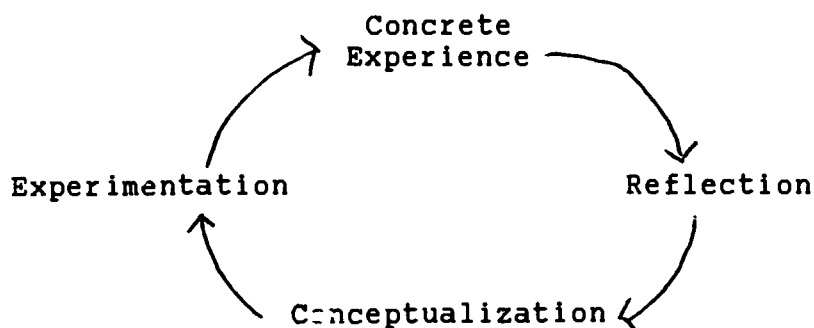 Concrete
Experience
Experimentation
Reflection
Conceptualization